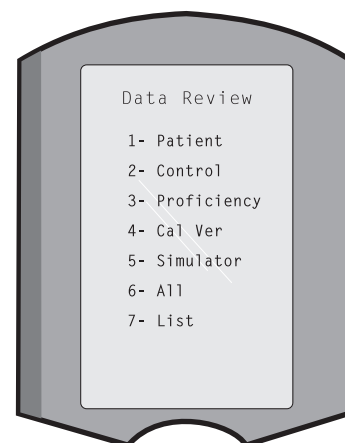 Data Review
1- Patient
2- Control
3- Proficiency
4- Cal Ver
5- Simulator
6- All
7- List